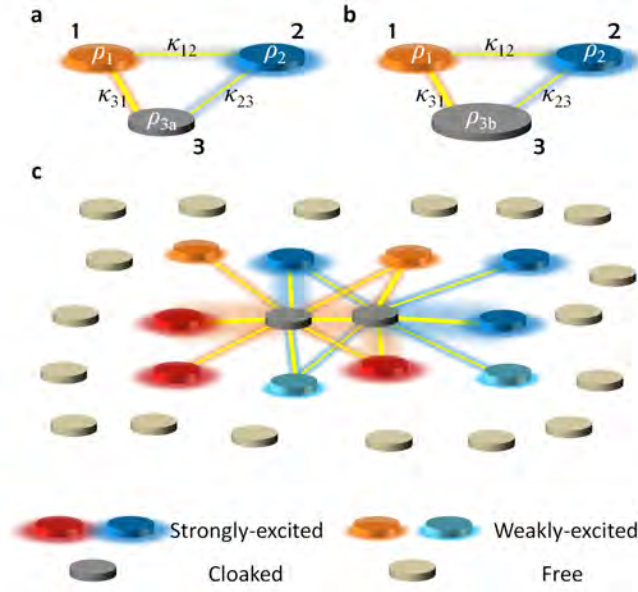 a
b
1
2
1
2
ρ₁
κ₁₂
ρ₂
ρ₁
κ₁₂
ρ₂
κ₃₁
κ₂₃
κ₃₁
κ₂₃
ρ₃ₐ
ρ₃b
3
3
c
Strongly-excited
Weakly-excited
Cloaked
Free